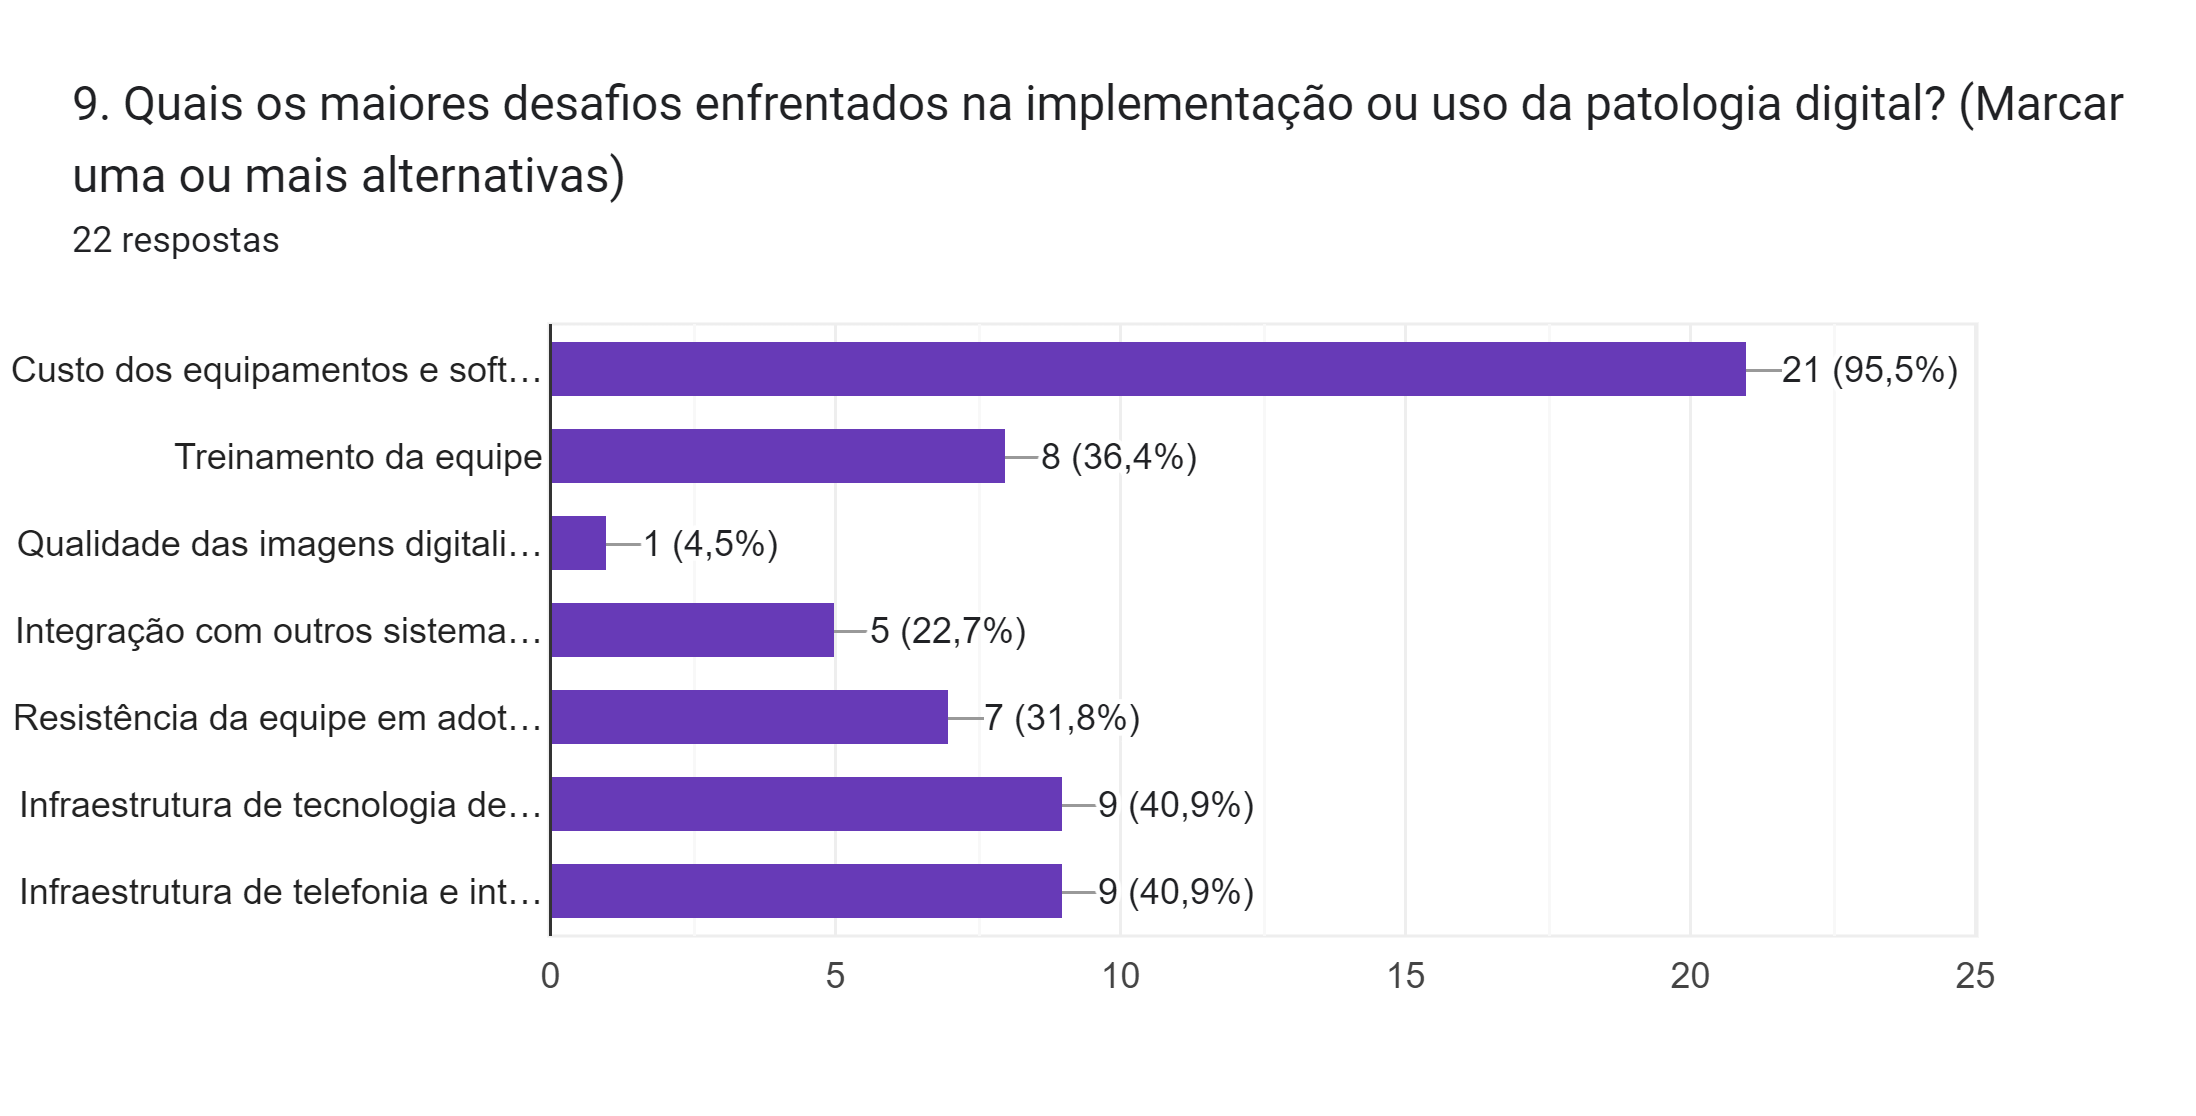 9. Quais os maiores desafios enfrentados na implementação ou uso da patologia digital? (Marcar
uma ou mais alternativas)
22 respostas
Custo dos equipamentos e soft… 21 (95,5%)
Treinamento da equipe 8 (36,4%)
Qualidade das imagens digitali… 1 (4,5%)
Integração com outros sistema… 5 (22,7%)
Resistência da equipe em adot… 7 (31,8%)
Infraestrutura de tecnologia de… 9 (40,9%)
Infraestrutura de telefonia e int… 9 (40,9%)
0 5 10 15 20 25